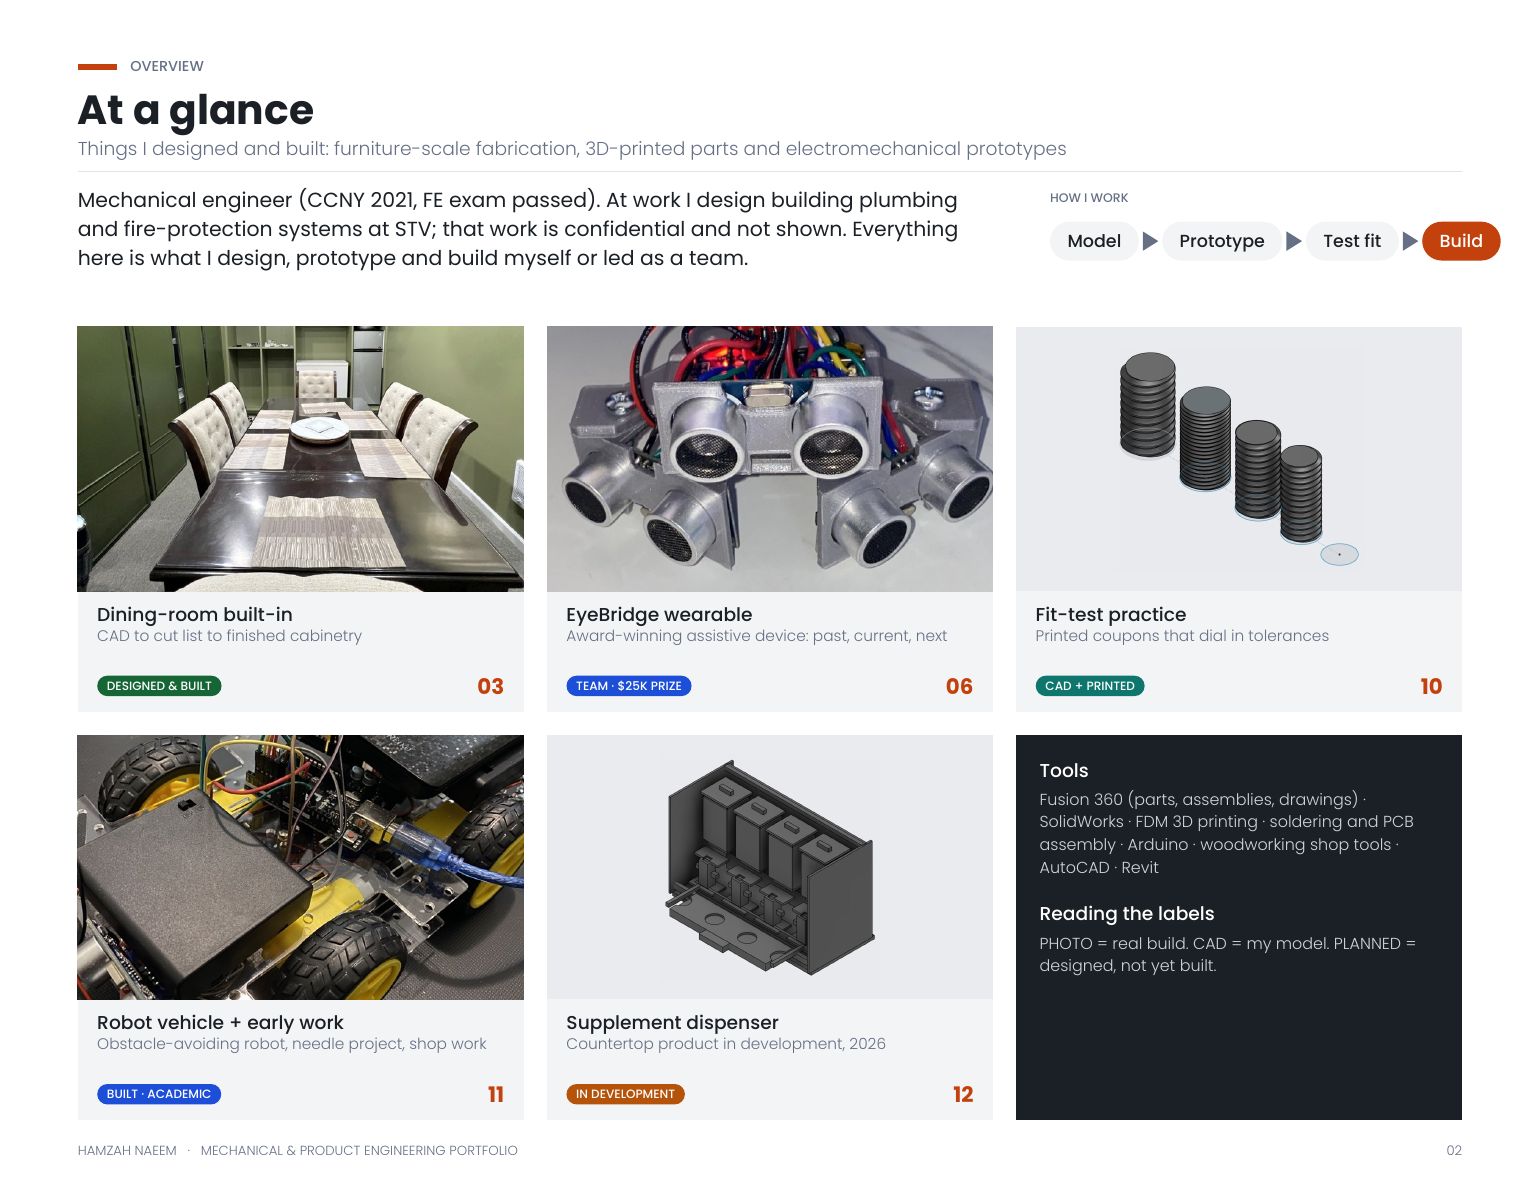 OVERVIEW
At a glance
Things I designed and built: furniture-scale fabrication, 3D-printed parts and electromechanical prototypes
Mechanical engineer (CCNY 2021, FE exam passed). At work I design building plumbing
and fire-protection systems at STV; that work is confidential and not shown. Everything
here is what I design, prototype and build myself or led as a team.
HOW I WORK
Model
Prototype
Test fit
Build
Dining-room built-in
CAD to cut list to finished cabinetry
DESIGNED & BUILT
03
EyeBridge wearable
Award-winning assistive device: past, current, next
TEAM · $25K PRIZE
06
Fit-test practice
Printed coupons that dial in tolerances
CAD + PRINTED
10
Robot vehicle + early work
Obstacle-avoiding robot, needle project, shop work
BUILT · ACADEMIC
11
Supplement dispenser
Countertop product in development, 2026
IN DEVELOPMENT
12
Tools
Fusion 360 (parts, assemblies, drawings) ·
SolidWorks · FDM 3D printing · soldering and PCB
assembly · Arduino · woodworking shop tools ·
AutoCAD · Revit
Reading the labels
PHOTO = real build. CAD = my model. PLANNED =
designed, not yet built.
HAMZAH NAEEM · MECHANICAL & PRODUCT ENGINEERING PORTFOLIO
02